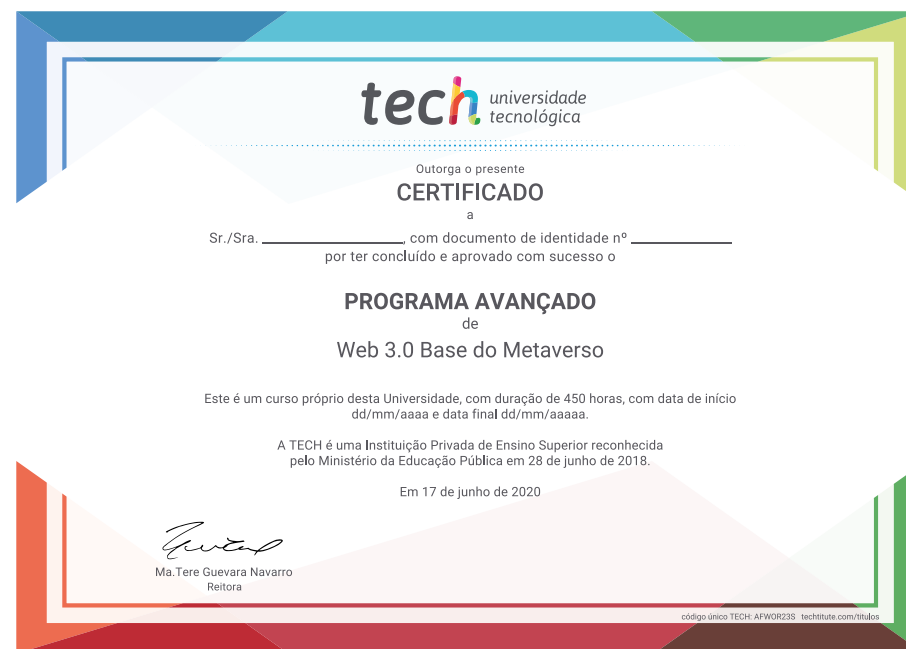 tech universidade
tecnológica
Outorga o presente
CERTIFICADO
a
Sr./Sra. ________________, com documento de identidade nº ____________
por ter concluído e aprovado com sucesso o
PROGRAMA AVANÇADO
de
Web 3.0 Base do Metaverso
Este é um curso próprio desta Universidade, com duração de 450 horas, com data de início
dd/mm/aaaa e data final dd/mm/aaaaa.
A TECH é uma Instituição Privada de Ensino Superior reconhecida
pelo Ministério da Educação Pública em 28 de junho de 2018.
Em 17 de junho de 2020
Ma.Tere Guevara Navarro
Reitora
código único TECH: AFWOR23S techtitute.com/titulos